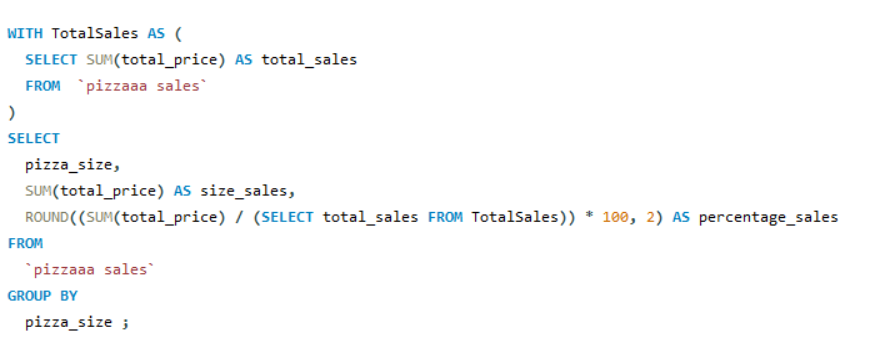 WITH TotalSales AS (
SELECT SUM(total_price) AS total_sales
FROM `pizzaaa sales`
)
SELECT
pizza_size,
SUM(total_price) AS size_sales,
ROUND((SUM(total_price) / (SELECT total_sales FROM TotalSales)) * 100, 2) AS percentage_sales
FROM
`pizzaaa sales`
GROUP BY
pizza_size ;